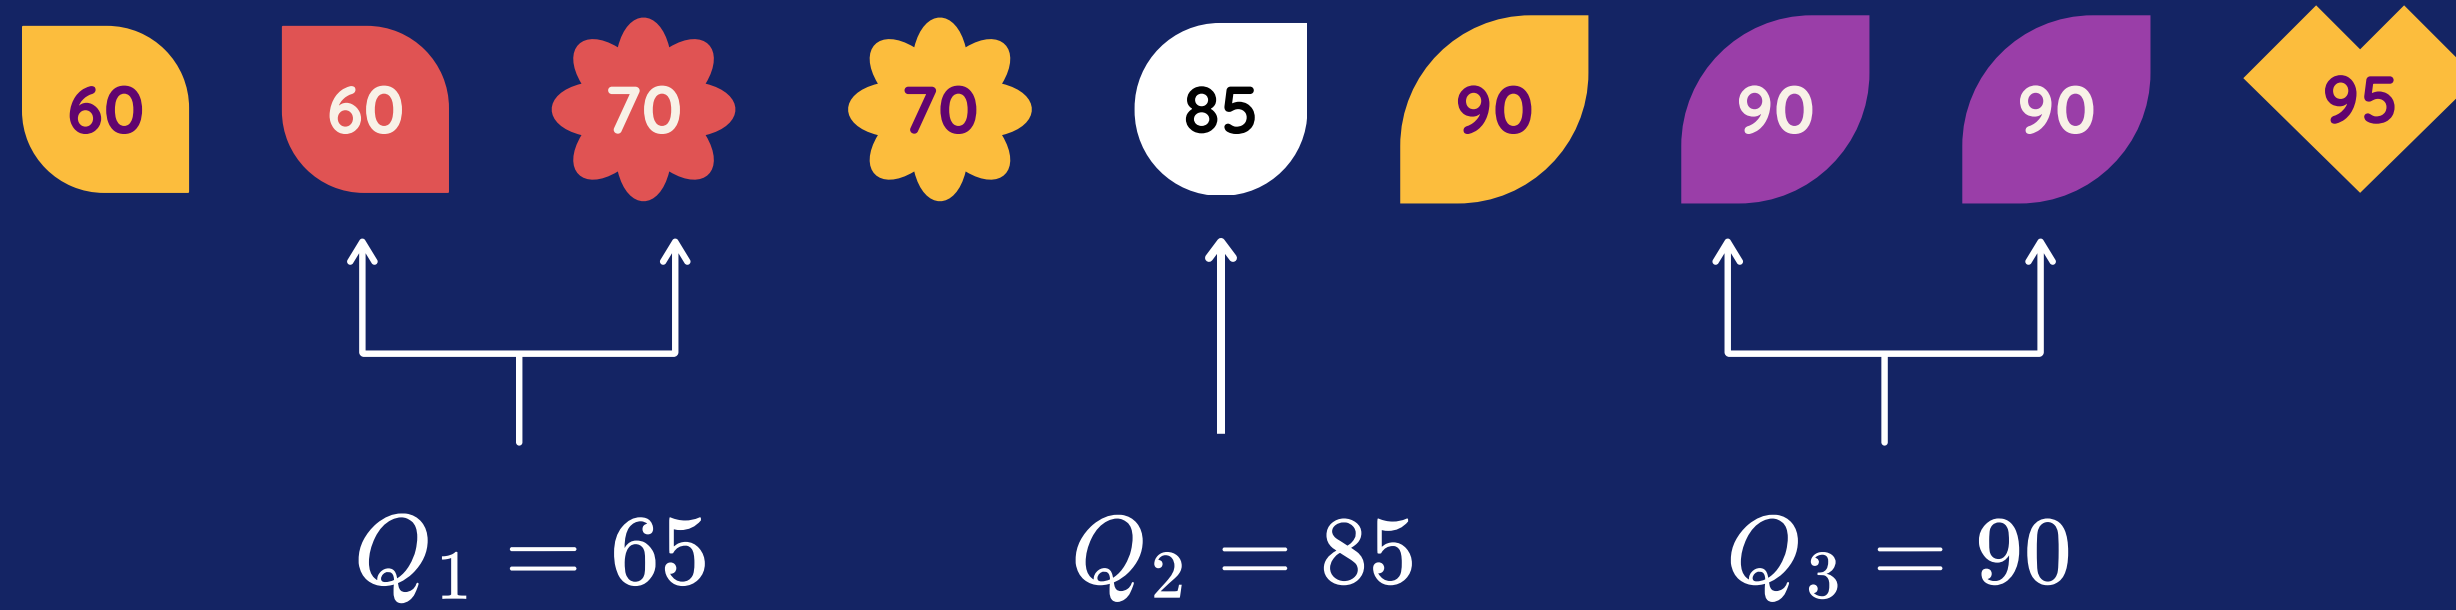 60 60 70 70 85 90 90 90 95
Q₁ = 65 Q₂ = 85 Q₃ = 90